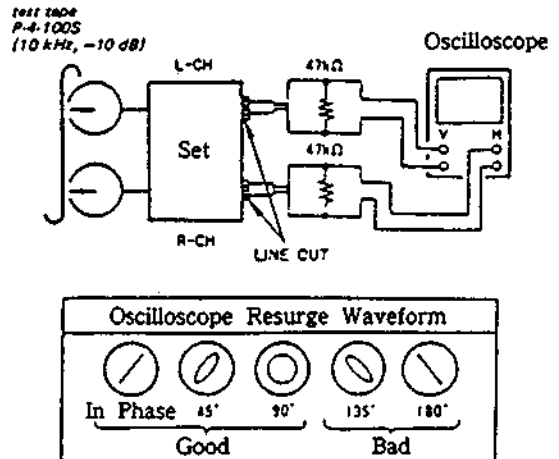 test tape
P-4-100S
(10 kHz, -10 dB)
Oscilloscope
L-CH
47kΩ
V
H
Set
47kΩ
R-CH
LINE OUT
Oscilloscope Resurge Waveform
In Phase 45° 90° 135° 180°
Good Bad